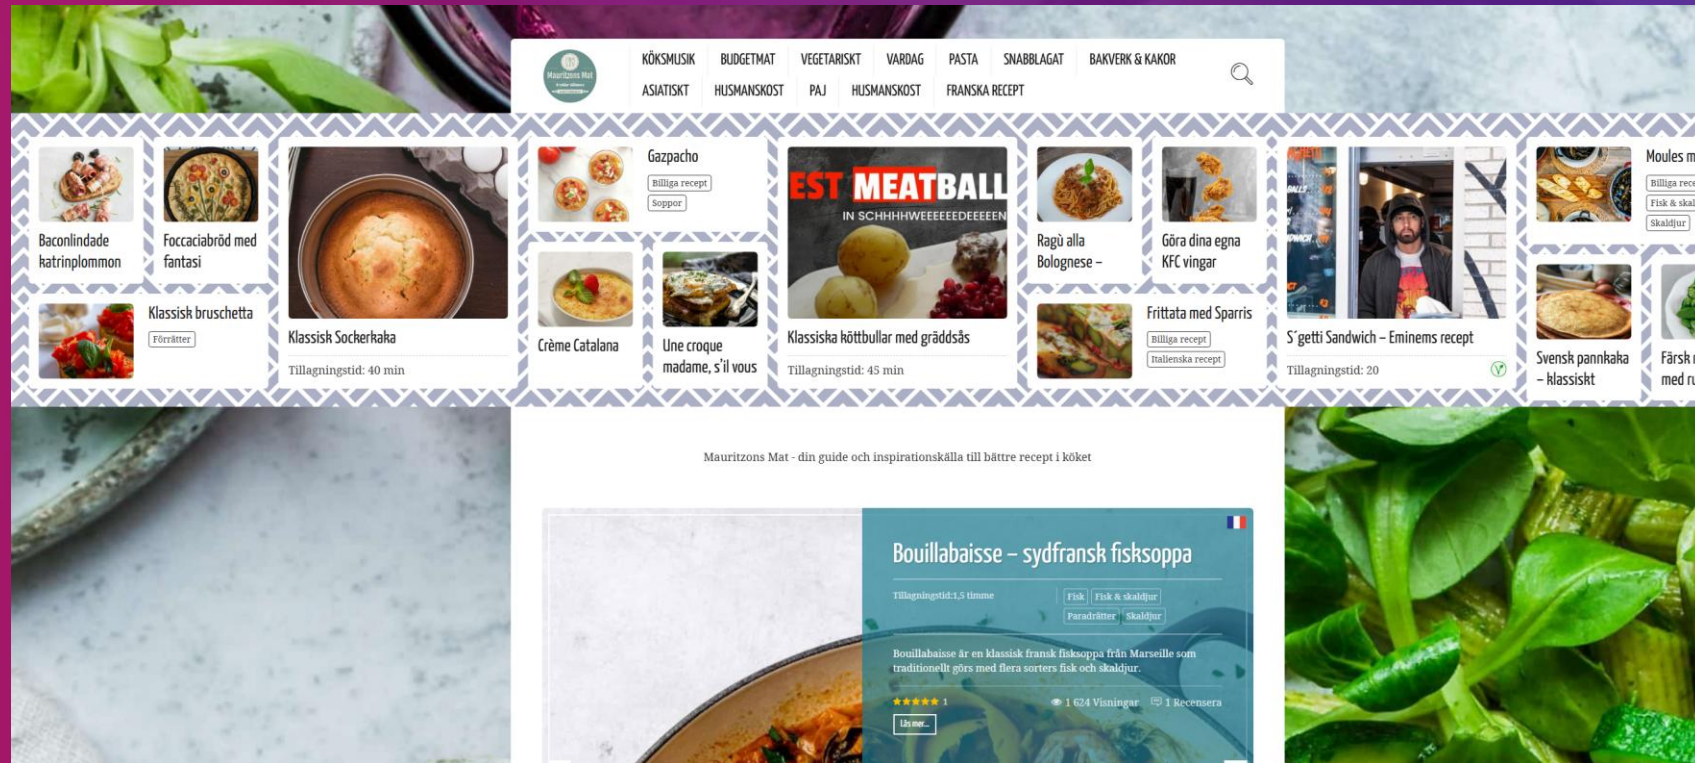 Mauritzons Mat
KÖKSMUSIK BUDGETMAT VEGETARISKT VARDAG PASTA SNABBLAGAT BAKVERK & KAKOR
ASIATISKT HUSMANSKOST PAJ HUSMANSKOST FRANSKA RECEPT
Baconlindade
katrinplommon
Foccaciabröd med
fantasi
Klassisk bruschetta
Förrätter
Klassisk Sockerkaka
Tillagningstid: 40 min
Gazpacho
Billiga recept
Soppor
Crème Catalana
Une croque
madame, s´il vous
EST MEATBALL
IN SCHHHHWEEEEEDEEEEEN
Klassiska köttbullar med gräddsås
Tillagningstid: 45 min
Ragù alla
Bolognese –
Göra dina egna
KFC vingar
Frittata med Sparris
Billiga recept
Italienska recept
S´getti Sandwich – Eminems recept
Tillagningstid: 20
Moules m
Billiga rece
Fisk & skal
Skaldjur
Svensk pannkaka
– klassiskt
Färsk
med ru
Mauritzons Mat - din guide och inspirationskälla till bättre recept i köket
Bouillabaisse – sydfransk fisksoppa
Tillagningstid:1,5 timme
Fisk Fisk & skaldjur
Paradrätter Skaldjur
Bouillabaisse är en klassisk fransk fisksoppa från Marseille som
traditionellt görs med flera sorters fisk och skaldjur.
1
1 624 Visningar 1 Recensera
Läs mer...